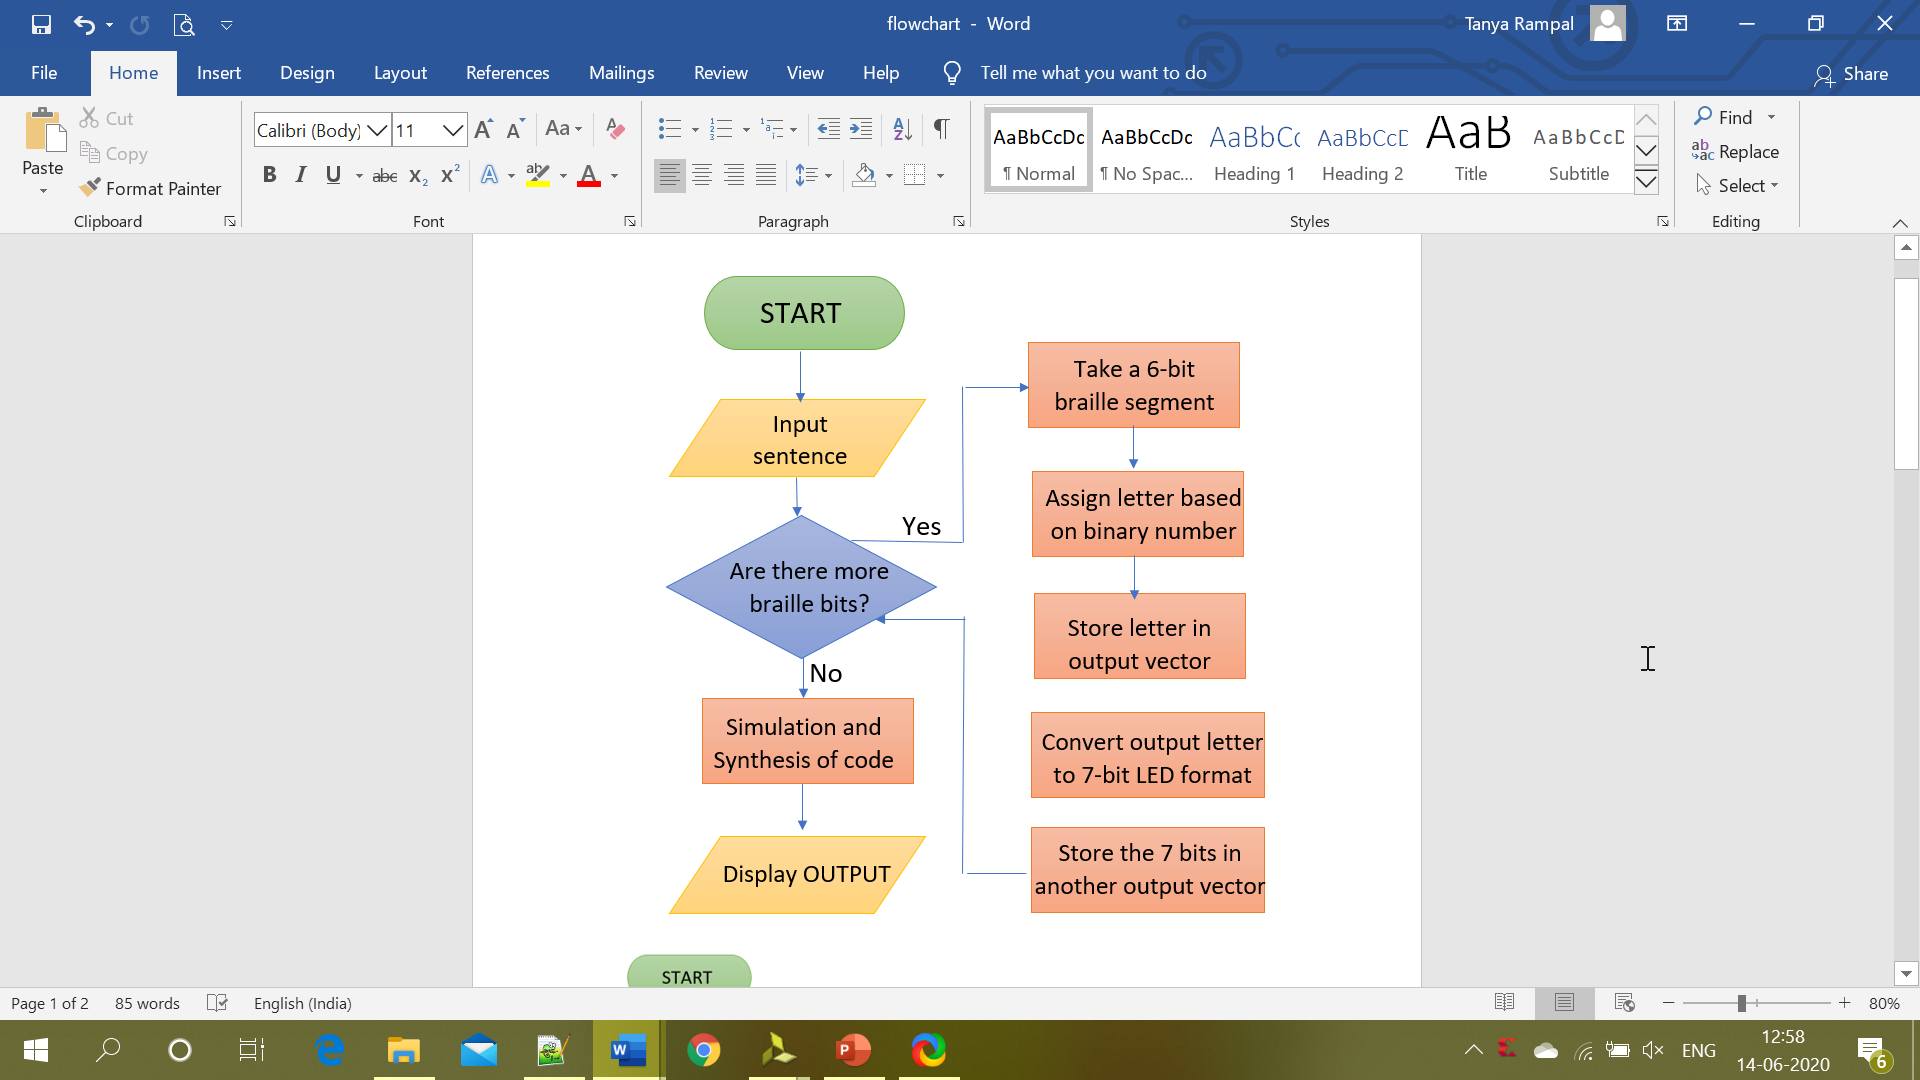 flowchart - Word
Tanya Rampal
File
Home
Insert
Design
Layout
References
Mailings
Review
View
Help
Tell me what you want to do
Share
Paste
Cut
Copy
Format Painter
Clipboard
Calibri (Body)
11
Aa
B I U abc X₂ X²
A
ab
A
Font
Paragraph
AaBbCcDc
¶ Normal
AaBbCcDc
¶ No Spac...
AaBbCc
Heading 1
AaBbCcD
Heading 2
AaB
Title
AaBbCcD
Subtitle
Styles
Find
Replace
Select
Editing
START
Input
sentence
Are there more
braille bits?
Yes
No
Simulation and
Synthesis of code
Display OUTPUT
Take a 6-bit
braille segment
Assign letter based
on binary number
Store letter in
output vector
Convert output letter
to 7-bit LED format
Store the 7 bits in
another output vector
START
Page 1 of 2
85 words
English (India)
80%
ENG
12:58
14-06-2020
6